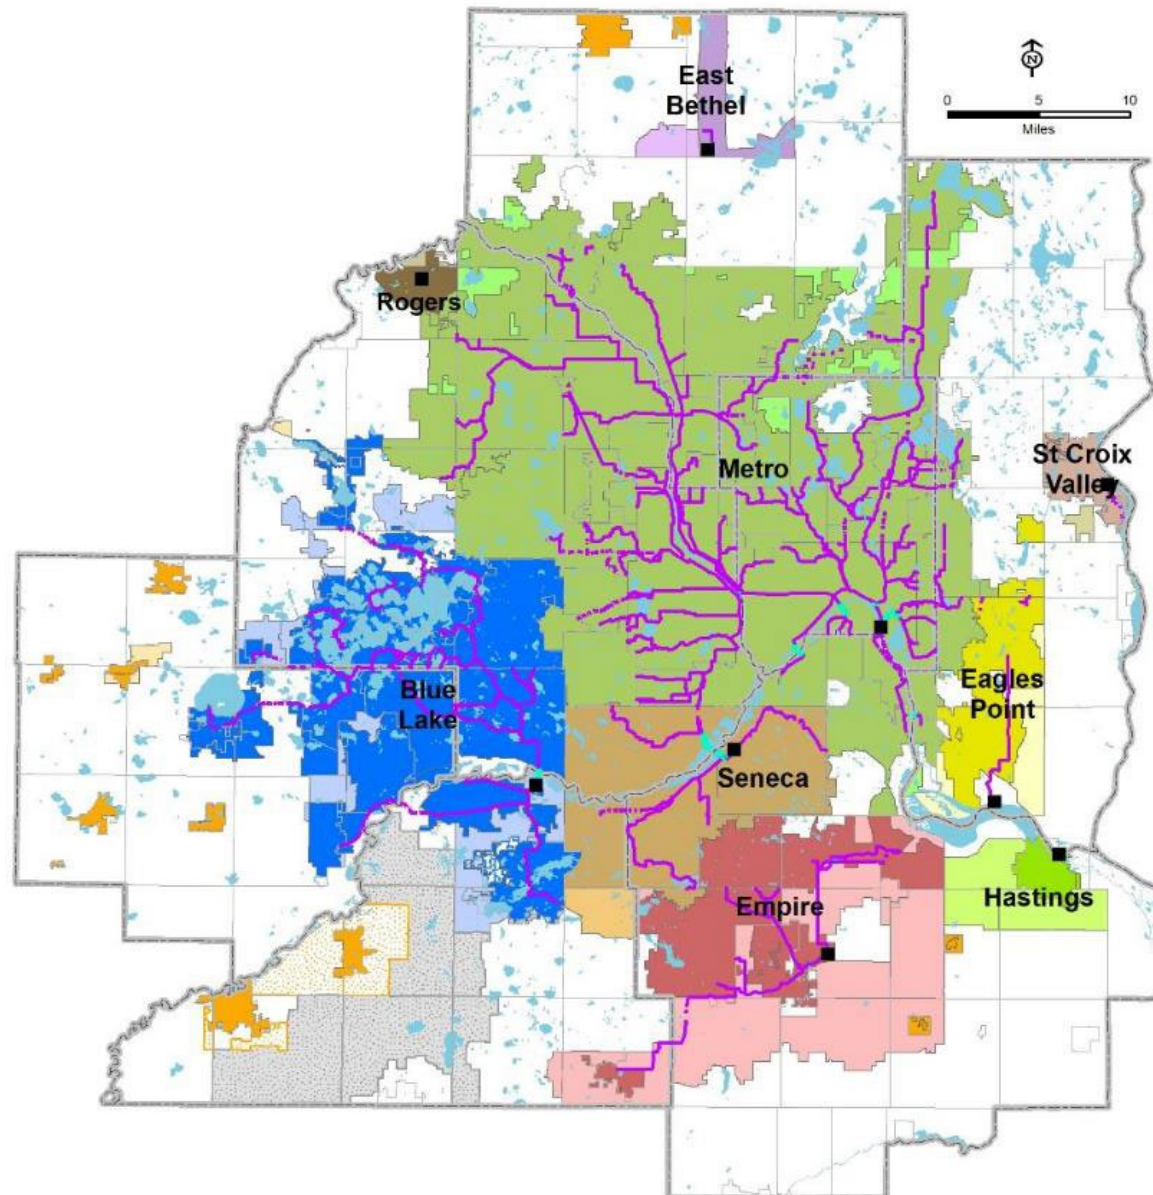 East
Bethel
N
0 5 10
Miles
Rogers
Metro
St Croix
Valley
Blue
Lake
Eagles
Point
Seneca
Empire
Hastings